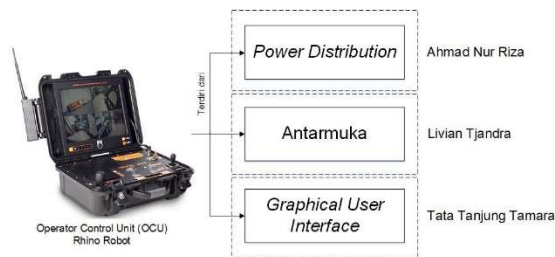 Operator Control Unit (OCU)
Rhino Robot
Terdiri dari
Power Distribution
Ahmad Nur Riza
Antarmuka
Livian Tjandra
Graphical User
Interface
Tata Tanjung Tamara